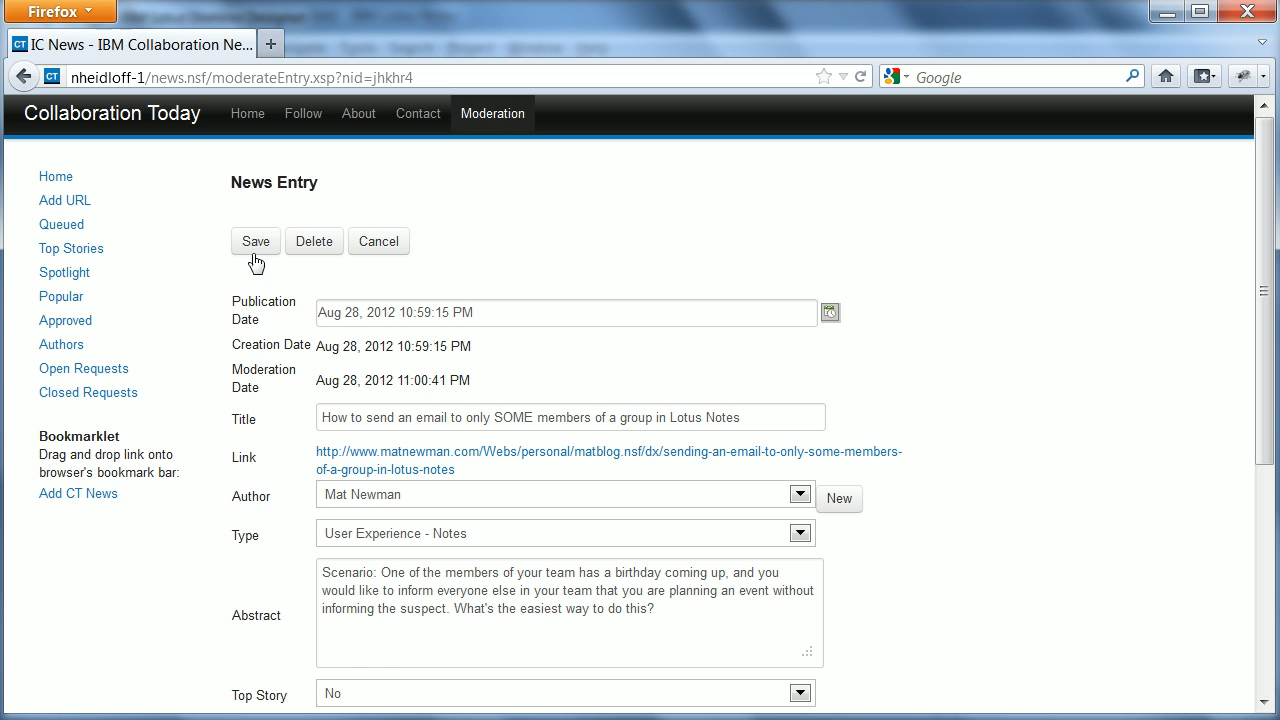 Firefox
CT IC News - IBM Collaboration Ne...
CT nheidloff-1/news.nsf/moderateEntry.xsp?nid=jhkhr4
Google
Collaboration Today Home Follow About Contact Moderation
Home
Add URL
Queued
Top Stories
Spotlight
Popular
Approved
Authors
Open Requests
Closed Requests
Bookmarklet
Drag and drop link onto
browser's bookmark bar:
Add CT News
News Entry
Save Delete Cancel
Publication
Date
Aug 28, 2012 10:59:15 PM
Creation Date Aug 28, 2012 10:59:15 PM
Moderation
Date
Aug 28, 2012 11:00:41 PM
Title How to send an email to only SOME members of a group in Lotus Notes
Link
http://www.matnewman.com/Webs/personal/matblog.nsf/dx/sending-an-email-to-only-some-members-
of-a-group-in-lotus-notes
Author Mat Newman New
Type User Experience - Notes
Abstract
Scenario: One of the members of your team has a birthday coming up, and you
would like to inform everyone else in your team that you are planning an event without
informing the suspect. What's the easiest way to do this?
Top Story No